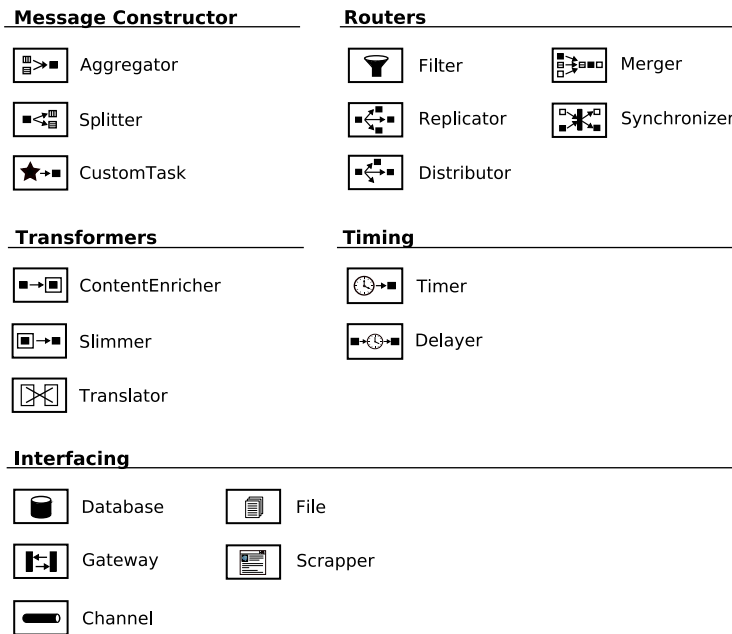 Message Constructor
Aggregator
Splitter
CustomTask
Routers
Filter
Replicator
Distributor
Merger
Synchronizer
Transformers
ContentEnricher
Slimmer
Translator
Timing
Timer
Delayer
Interfacing
Database
Gateway
Channel
File
Scrapper